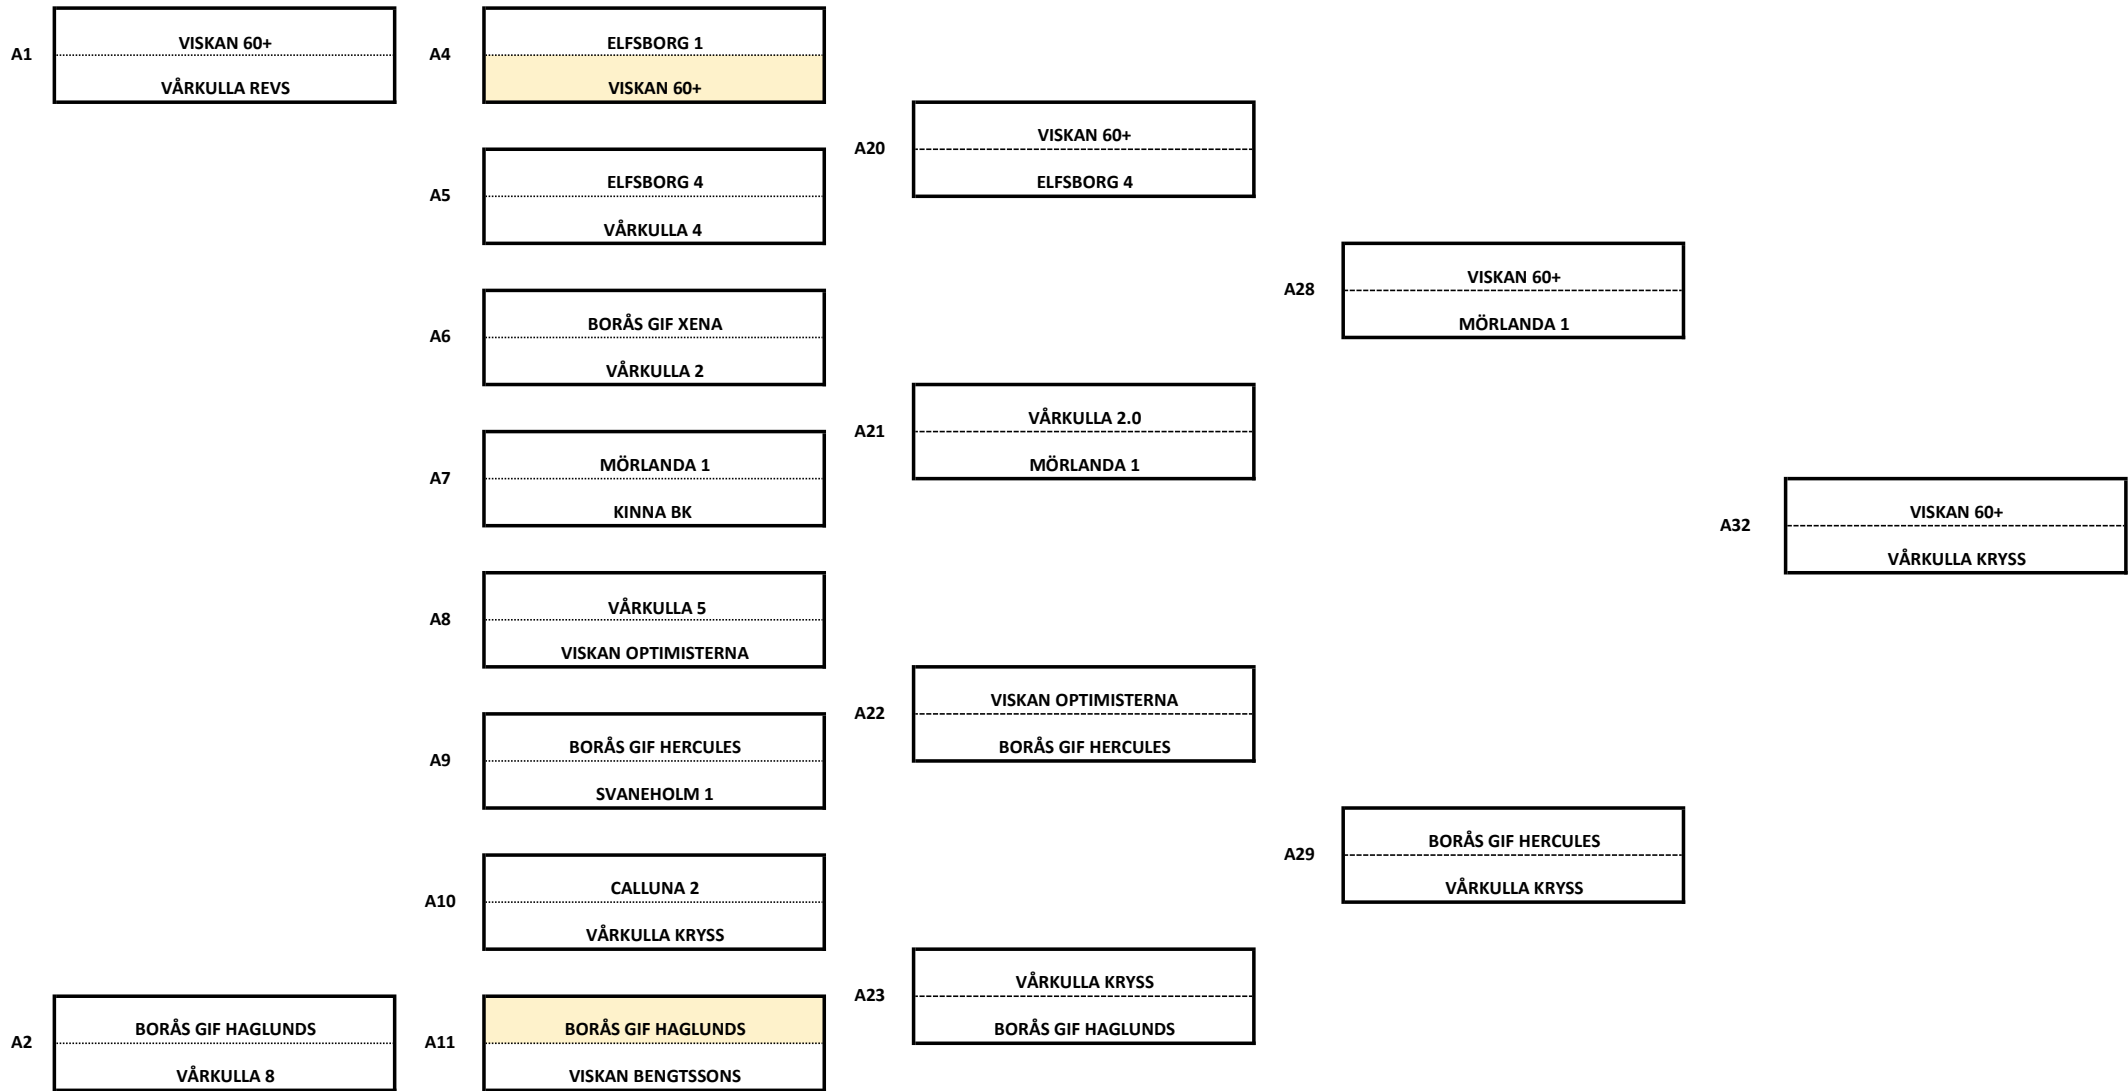 A1
VISKAN 60+
VÅRKULLA REVS
A4
ELFSBORG 1
VISKAN 60+
A5
ELFSBORG 4
VÅRKULLA 4
A6
BORÅS GIF XENA
VÅRKULLA 2
A7
MÖRLANDA 1
KINNA BK
A8
VÅRKULLA 5
VISKAN OPTIMISTERNA
A9
BORÅS GIF HERCULES
SVANEHOLM 1
A10
CALLUNA 2
VÅRKULLA KRYSS
A2
BORÅS GIF HAGLUNDS
VÅRKULLA 8
A11
BORÅS GIF HAGLUNDS
VISKAN BENGTSSONS
A20
VISKAN 60+
ELFSBORG 4
A21
VÅRKULLA 2.0
MÖRLANDA 1
A22
VISKAN OPTIMISTERNA
BORÅS GIF HERCULES
A23
VÅRKULLA KRYSS
BORÅS GIF HAGLUNDS
A28
VISKAN 60+
MÖRLANDA 1
A29
BORÅS GIF HERCULES
VÅRKULLA KRYSS
A32
VISKAN 60+
VÅRKULLA KRYSS